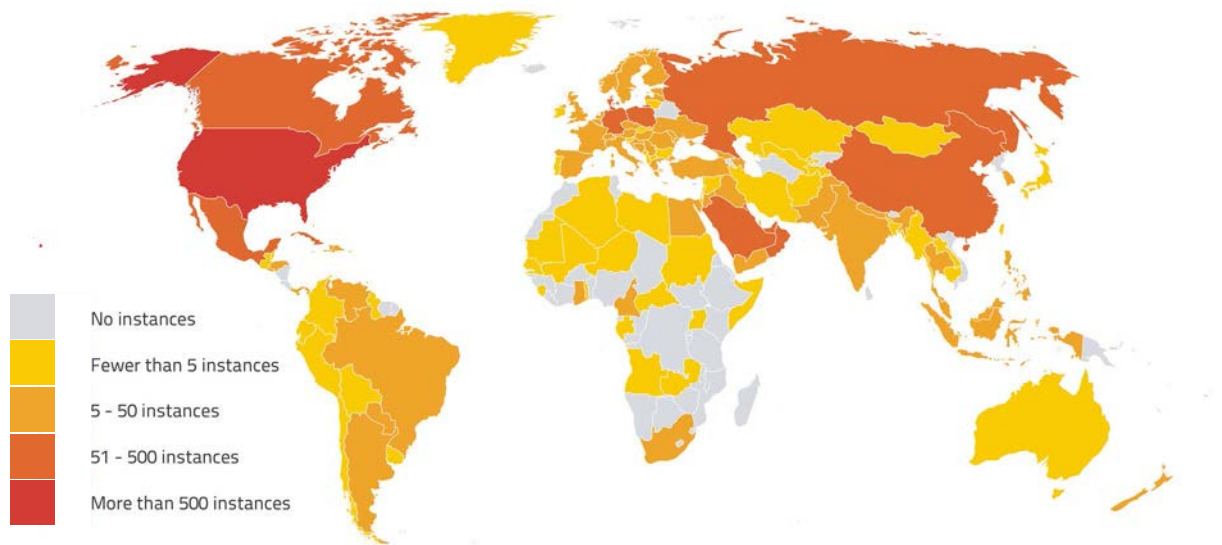 No instances
Fewer than 5 instances
5 - 50 instances
51 - 500 instances
More than 500 instances